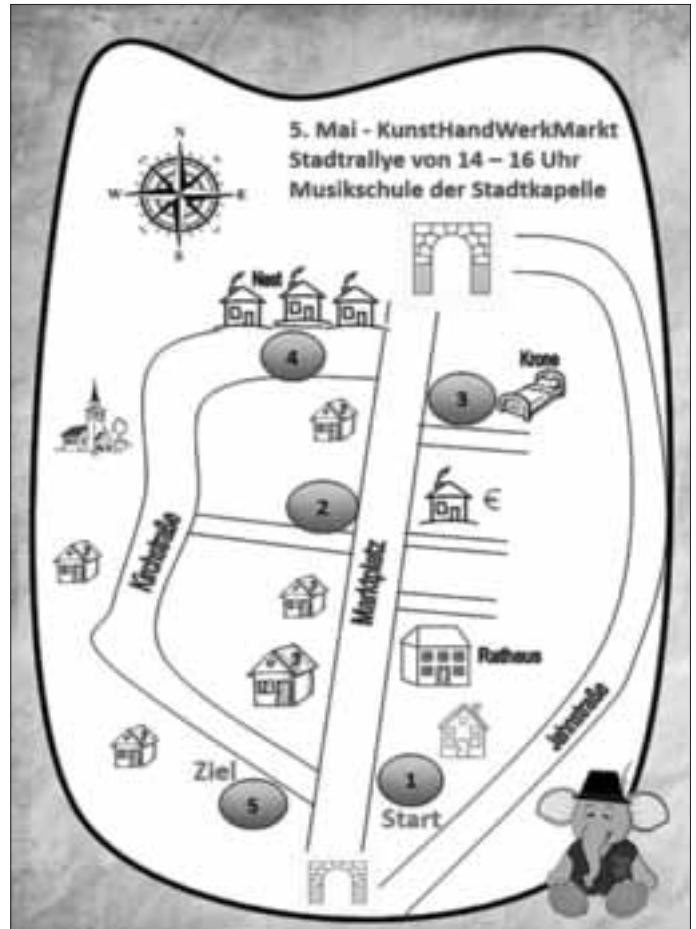 5. Mai - KunstHandWerkMarkt
Stadtrallye von 14 – 16 Uhr
Musikschule der Stadtkapelle
N
W
E
S
Nest
4
Krone
3
2
€
Kirchstraße
Marktplatz
Rathaus
Jahnstraße
Ziel
5
1
Start